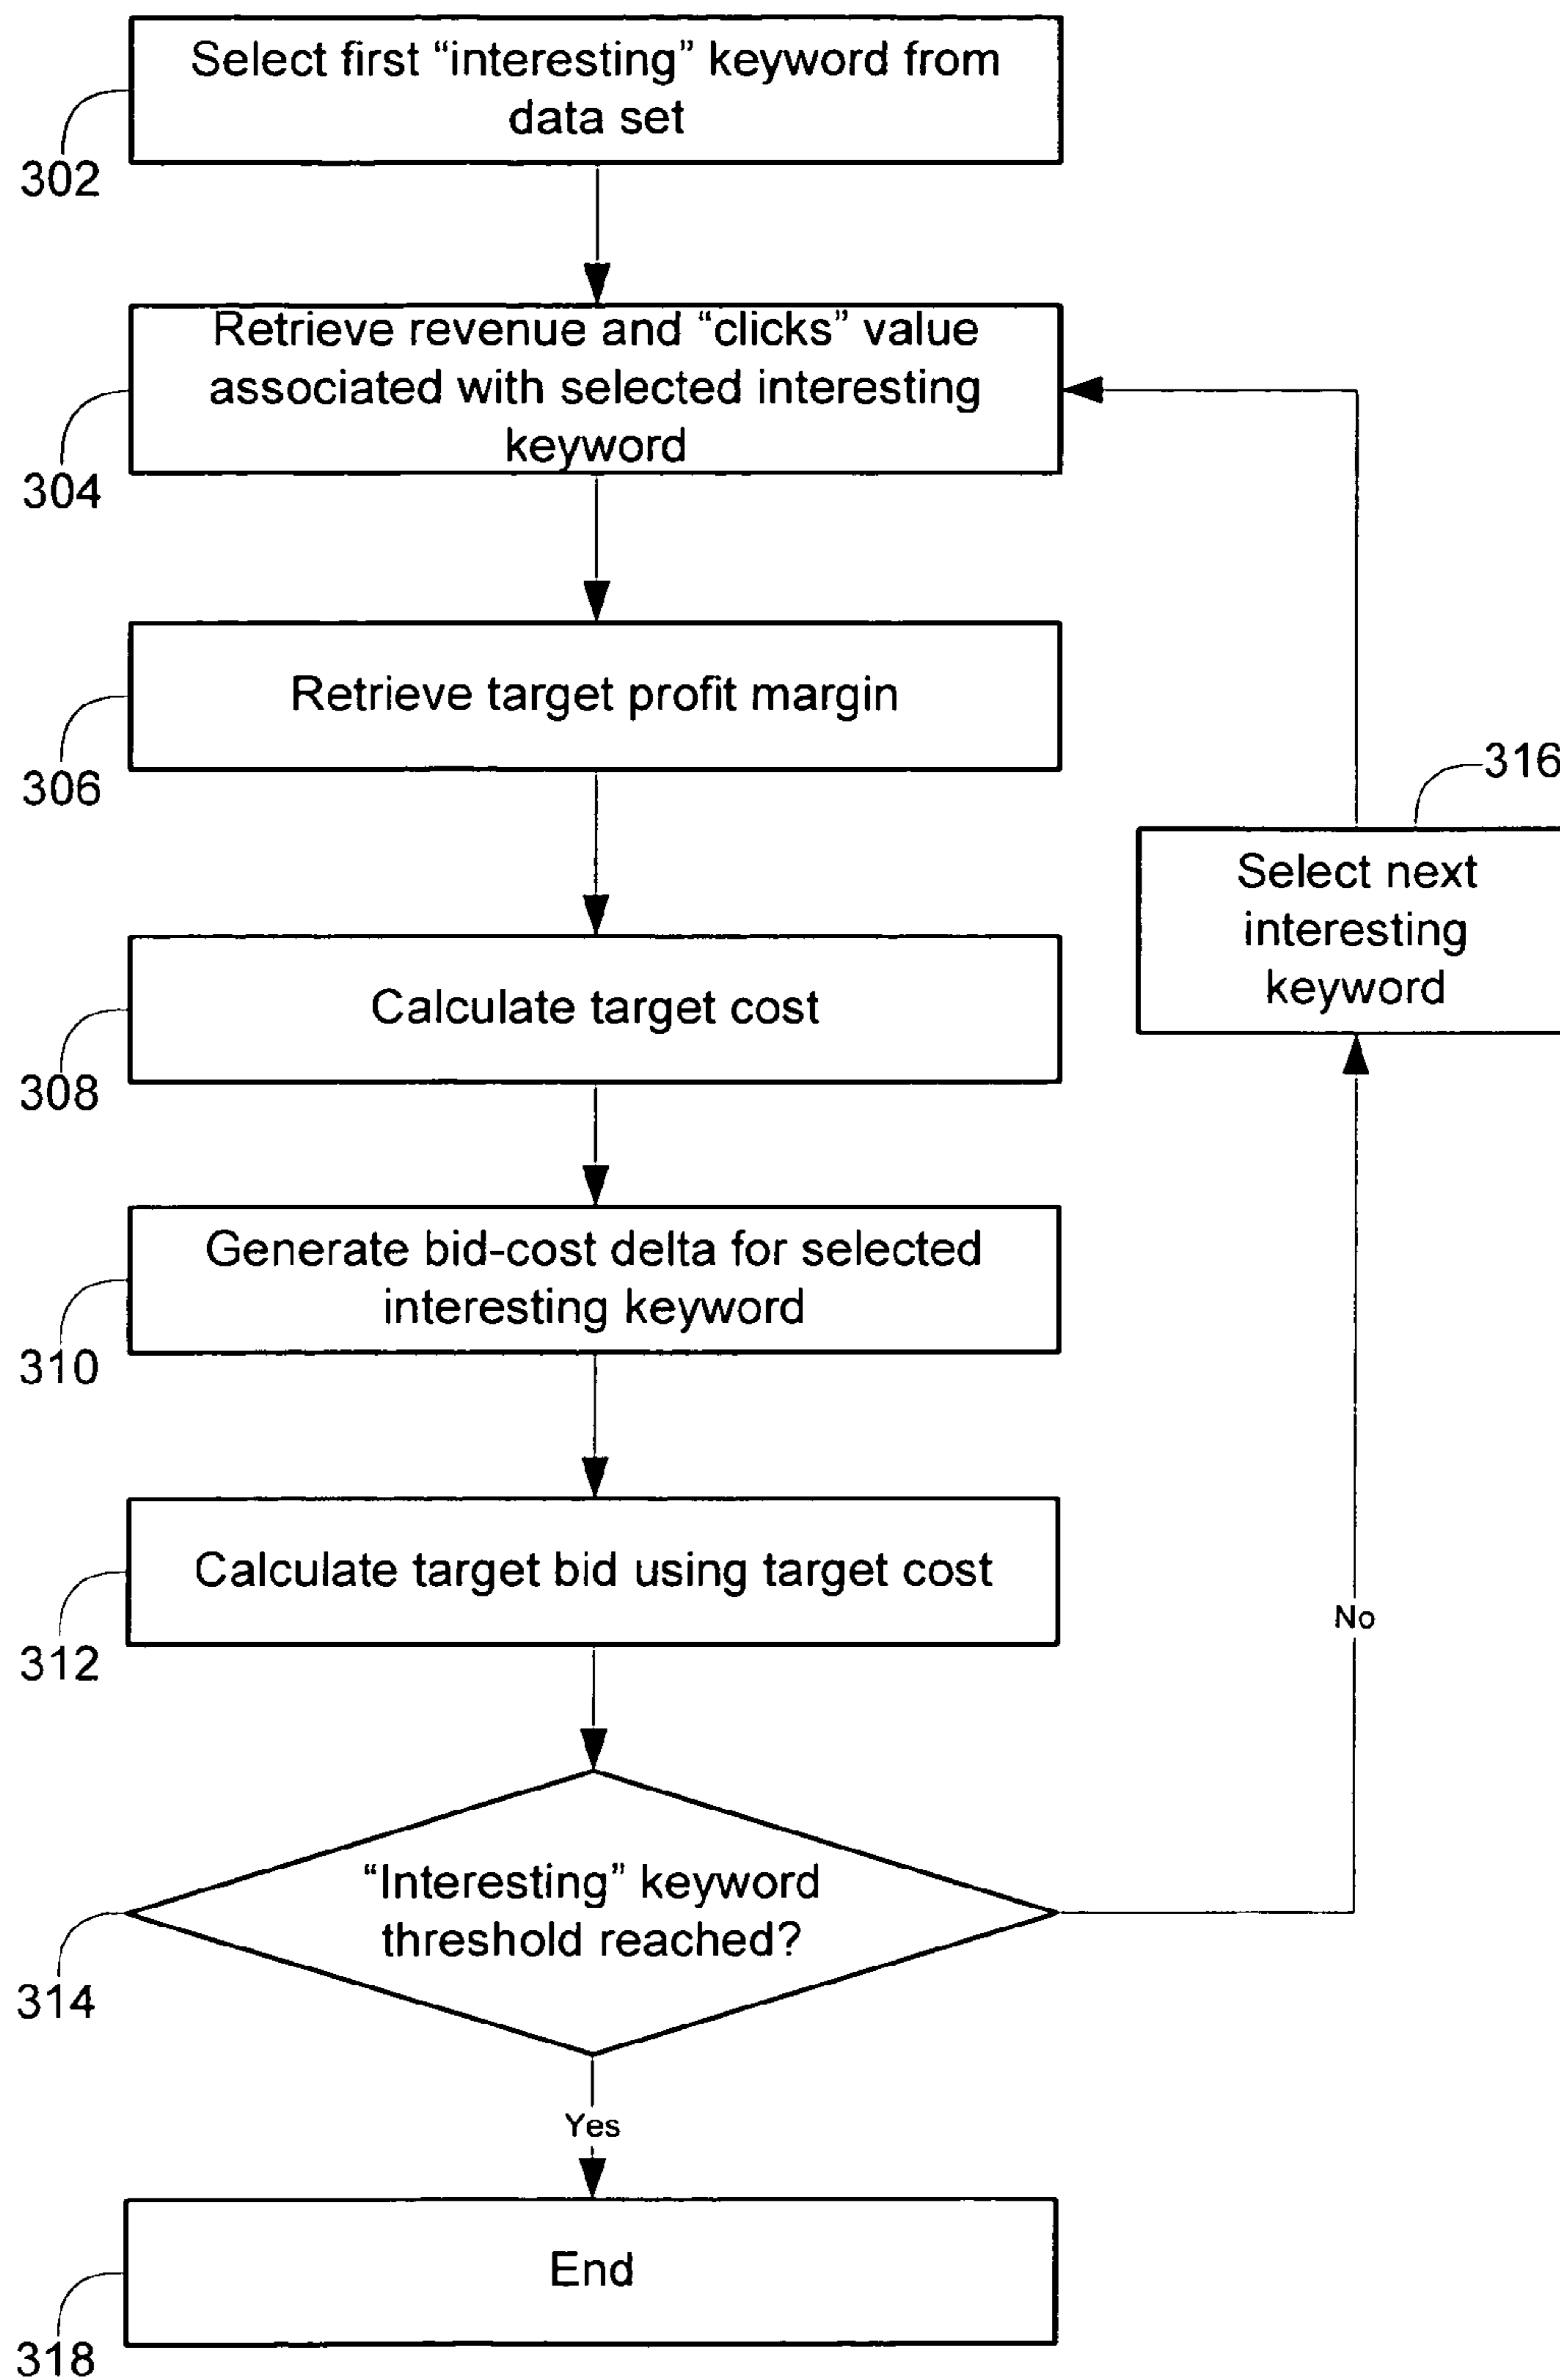 Select first “interesting” keyword from
data set
302
Retrieve revenue and “clicks” value
associated with selected interesting
keyword
304
Retrieve target profit margin
306
316
Select next
interesting
keyword
Calculate target cost
308
Generate bid-cost delta for selected
interesting keyword
310
Calculate target bid using target cost
312
No
“Interesting” keyword
threshold reached?
314
Yes
End
318